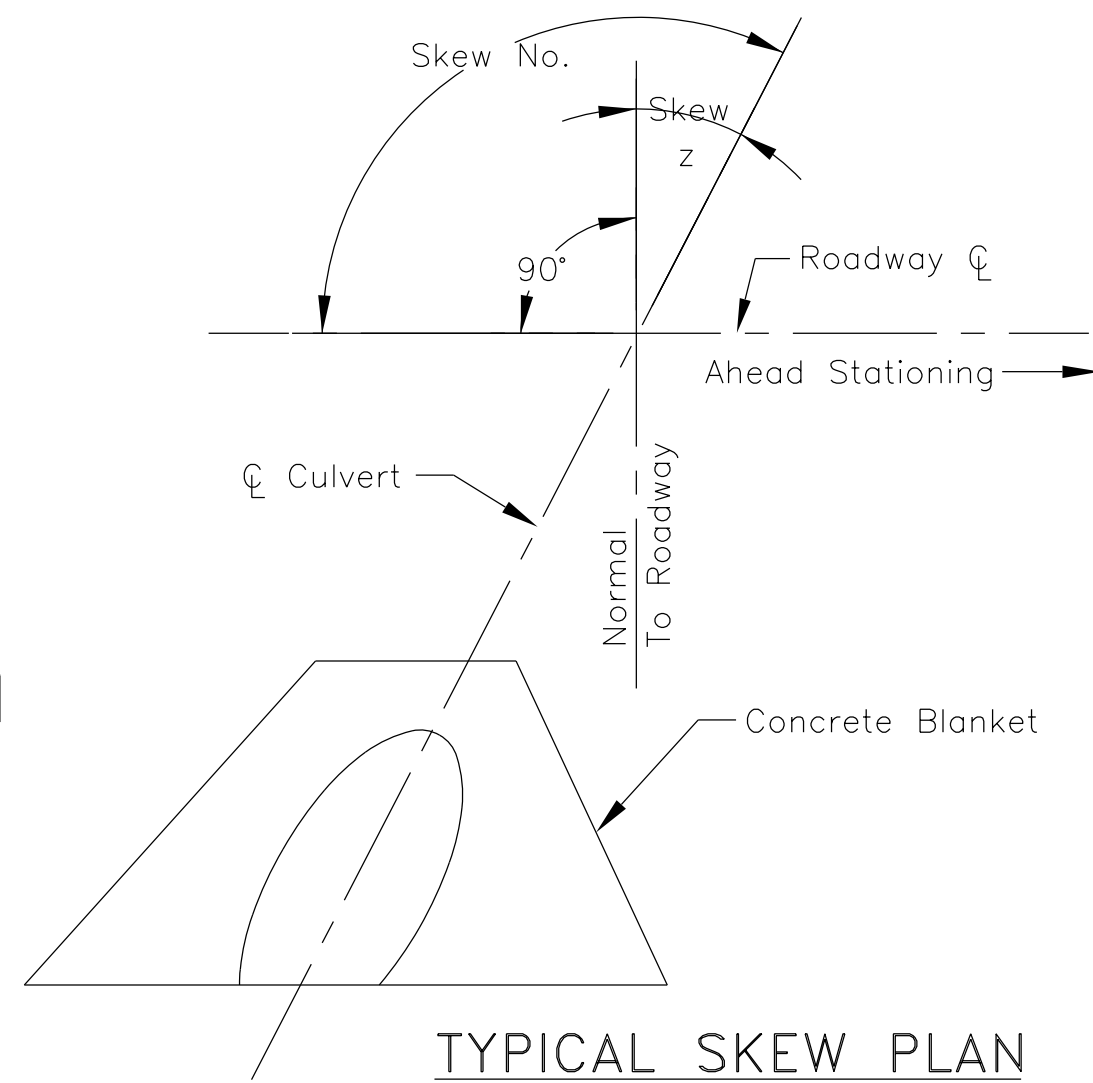 Skew No.
Skew
z
90°
Roadway ℄
Ahead Stationing
℄ Culvert
Normal
To Roadway
Concrete Blanket
TYPICAL SKEW PLAN